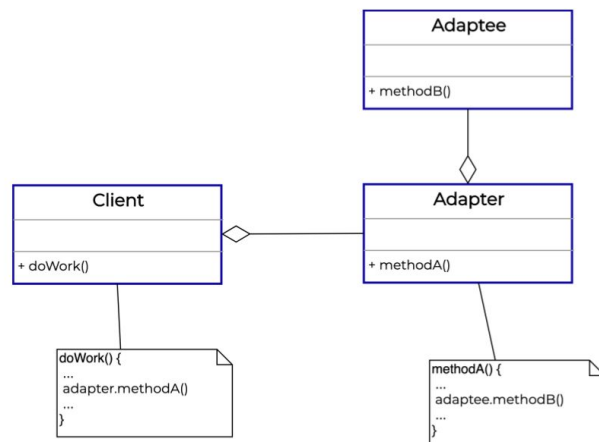 Adaptee
+ methodB()
Client
+ doWork()
Adapter
+ methodA()
doWork() {
...
adapter.methodA()
...
}
methodA() {
...
adaptee.methodB()
...
}